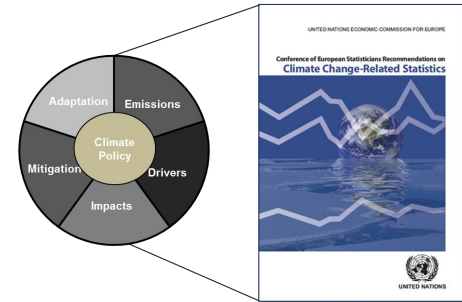 Adaptation
Emissions
Climate
Policy
Mitigation
Drivers
Impacts
UNITED NATIONS ECONOMIC COMMISSION FOR EUROPE
Conference of European Statisticians Recommendations on
Climate Change-Related Statistics
UNITED NATIONS